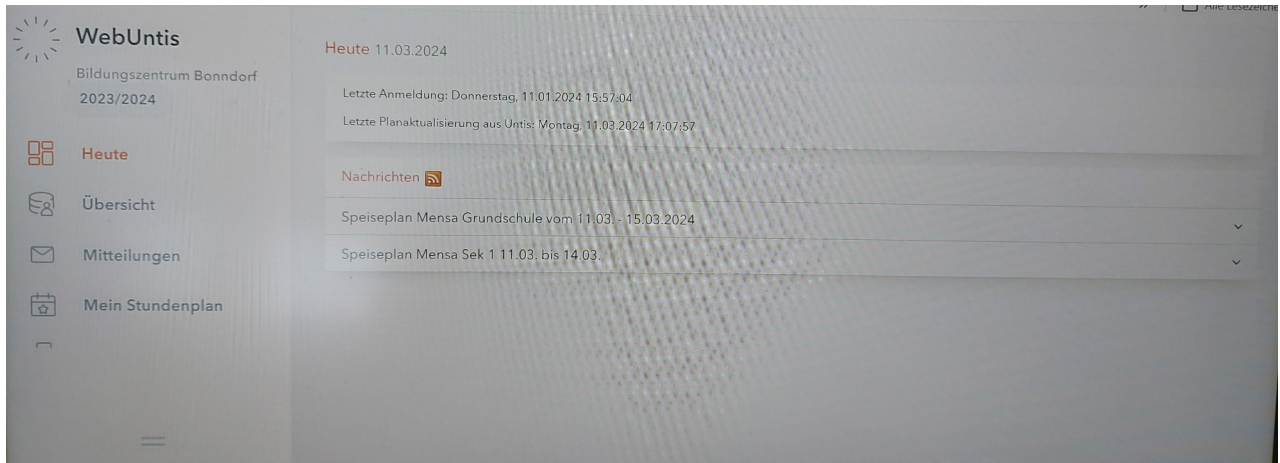 Alle Lesezeichen
WebUntis
Bildungszentrum Bonndorf
2023/2024
Heute
Übersicht
Mitteilungen
Mein Stundenplan
Heute 11.03.2024
Letzte Anmeldung: Donnerstag, 11.01.2024 15:57:04
Letzte Planaktualisierung aus Untis: Montag, 11.03.2024 17:07:57
Nachrichten
Speiseplan Mensa Grundschule vom 11.03. - 15.03.2024
Speiseplan Mensa Sek 1 11.03. bis 14.03.